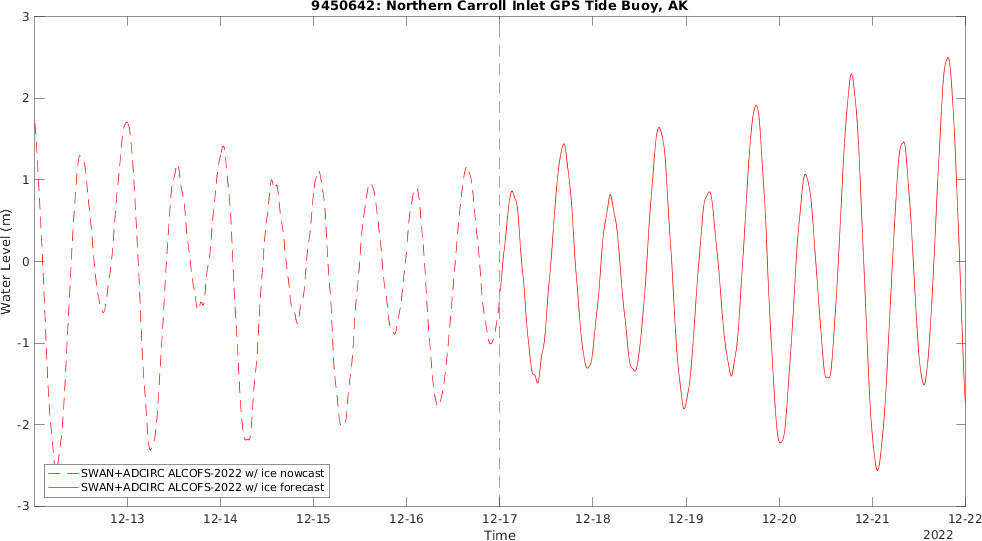 9450642: Northern Carroll Inlet GPS Tide Buoy, AK
3
2
1
0
-1
-2
-3
Water Level (m)
SWAN+ADCIRC ALCOFS-2022 w/ ice nowcast
SWAN+ADCIRC ALCOFS-2022 w/ ice forecast
12-13 12-14 12-15 12-16 12-17 12-18 12-19 12-20 12-21 12-22
Time
2022